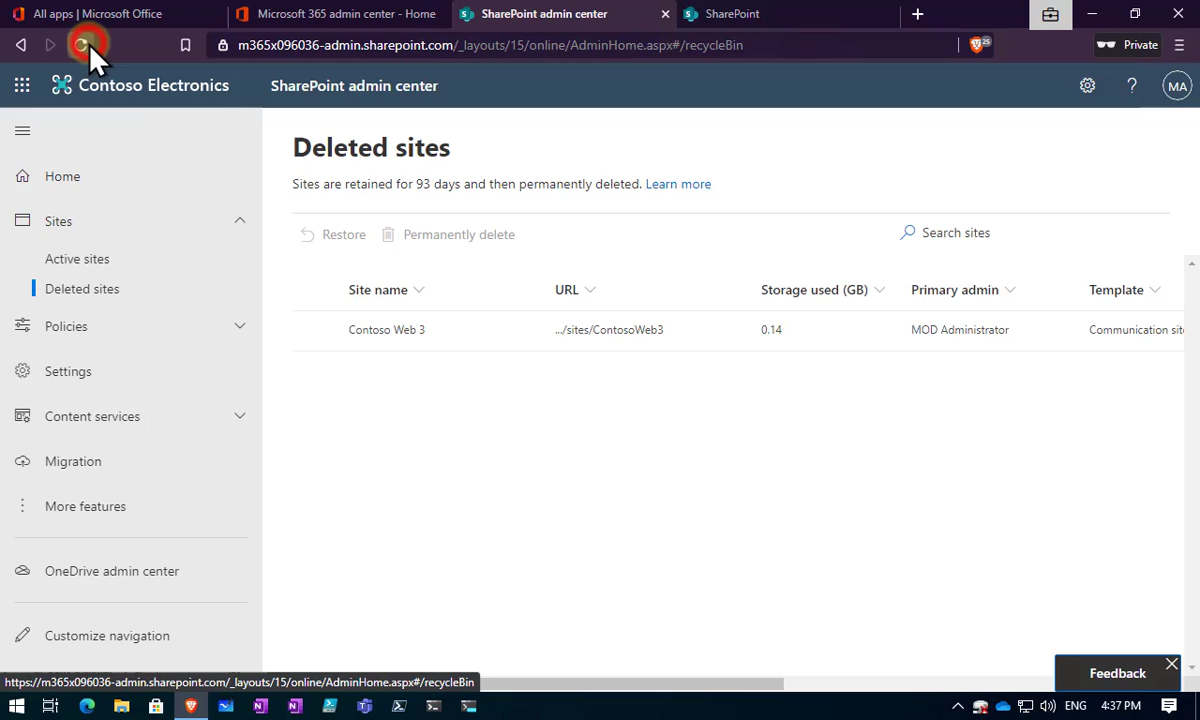 All apps | Microsoft Office
Microsoft 365 admin center - Home
SharePoint admin center
SharePoint
m365x096036-admin.sharepoint.com/_layouts/15/online/AdminHome.aspx#/recycleBin
25
Private
Contoso Electronics
SharePoint admin center
?
MA
Home
Sites
Active sites
Deleted sites
Policies
Settings
Content services
Migration
More features
OneDrive admin center
Customize navigation
Deleted sites
Sites are retained for 93 days and then permanently deleted. Learn more
Restore
Permanently delete
Search sites
Site name
URL
Storage used (GB)
Primary admin
Template
Contoso Web 3
.../sites/ContosoWeb3
0.14
MOD Administrator
Communication site
Feedback
https://m365x096036-admin.sharepoint.com/_layouts/15/online/AdminHome.aspx#/recycleBin
ENG
4:37 PM